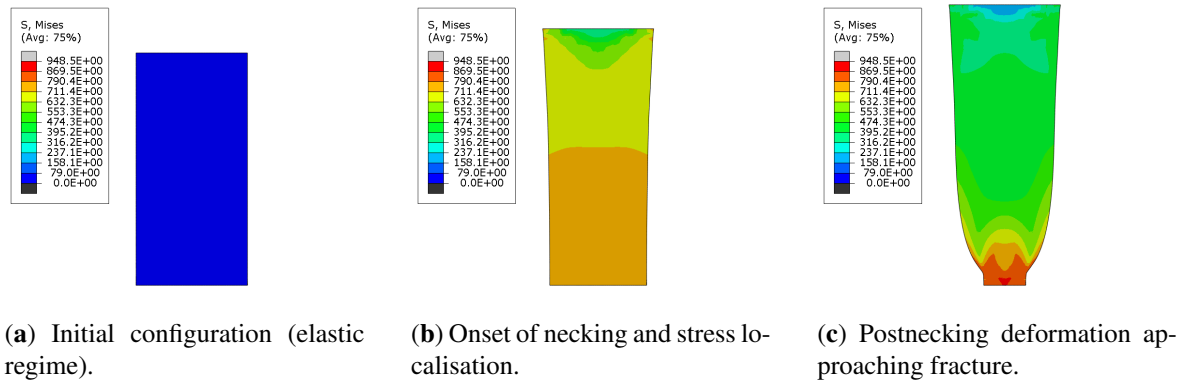 S, Mises
(Avg: 75%)
948.5E+00
869.5E+00
790.4E+00
711.4E+00
632.3E+00
553.3E+00
474.3E+00
395.2E+00
316.2E+00
237.1E+00
158.1E+00
79.0E+00
0.0E+00
S, Mises
(Avg: 75%)
948.5E+00
869.5E+00
790.4E+00
711.4E+00
632.3E+00
553.3E+00
474.3E+00
395.2E+00
316.2E+00
237.1E+00
158.1E+00
79.0E+00
0.0E+00
S, Mises
(Avg: 75%)
948.5E+00
869.5E+00
790.4E+00
711.4E+00
632.3E+00
553.3E+00
474.3E+00
395.2E+00
316.2E+00
237.1E+00
158.1E+00
79.0E+00
0.0E+00
(a) Initial configuration (elastic
regime).
(b) Onset of necking and stress lo-
calisation.
(c) Postnecking deformation ap-
proaching fracture.